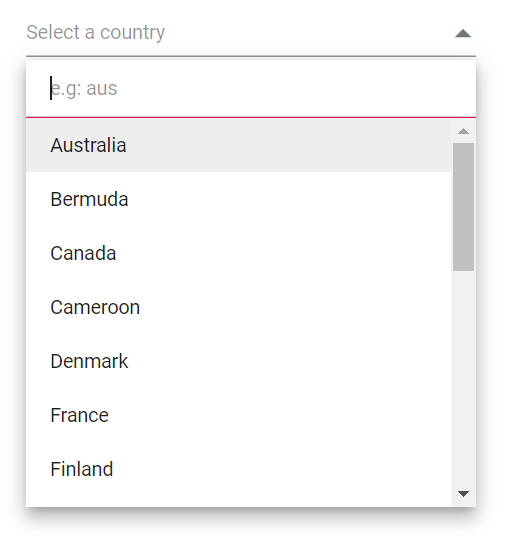 Select a country
e.g: aus
Australia
Bermuda
Canada
Cameroon
Denmark
France
Finland